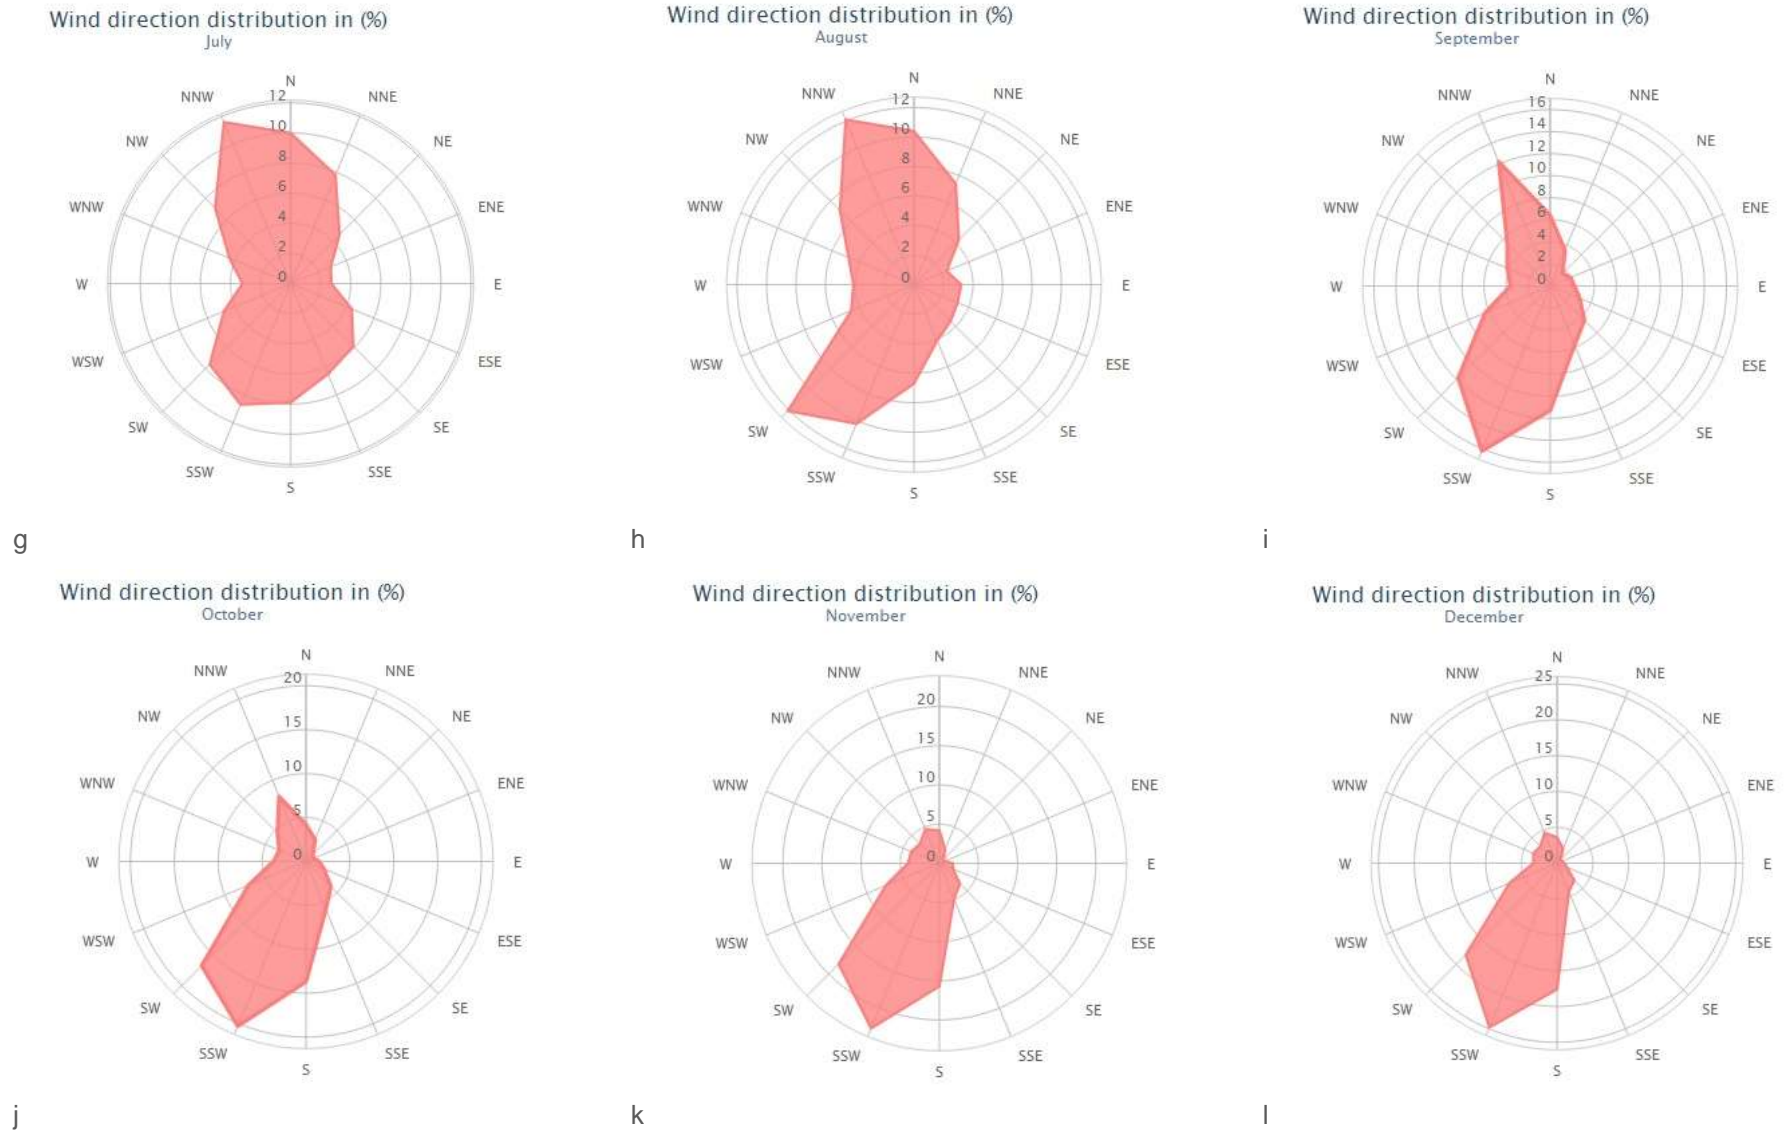 Wind direction distribution in (%)
July
N
NNE
NE
ENE
E
ESE
SE
SSE
S
SSW
SW
WSW
W
WNW
NW
NNW
12
10
8
6
4
2
0
g
Wind direction distribution in (%)
August
N
NNE
NE
ENE
E
ESE
SE
SSE
S
SSW
SW
WSW
W
WNW
NW
NNW
12
10
8
6
4
2
0
h
Wind direction distribution in (%)
September
N
NNE
NE
ENE
E
ESE
SE
SSE
S
SSW
SW
WSW
W
WNW
NW
NNW
16
14
12
10
8
6
4
2
0
i
Wind direction distribution in (%)
October
N
NNE
NE
ENE
E
ESE
SE
SSE
S
SSW
SW
WSW
W
WNW
NW
NNW
20
15
10
5
0
j
Wind direction distribution in (%)
November
N
NNE
NE
ENE
E
ESE
SE
SSE
S
SSW
SW
WSW
W
WNW
NW
NNW
20
15
10
5
0
k
Wind direction distribution in (%)
December
N
NNE
NE
ENE
E
ESE
SE
SSE
S
SSW
SW
WSW
W
WNW
NW
NNW
25
20
15
10
5
0
l